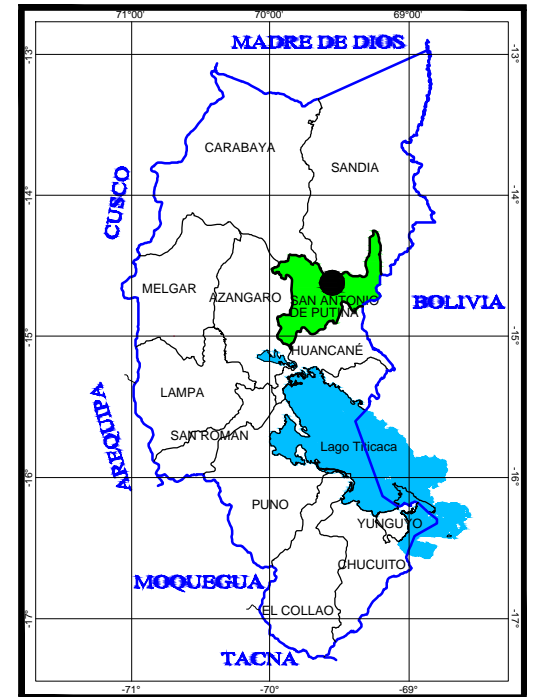 71°00' 70°00' 69°00'
MADRE DE DIOS
-13° -13°
CARABAYA
SANDIA
CUSCO
-14° -14°
MELGAR
AZANGARO
SAN ANTONIO
DE PUTINA
BOLIVIA
-15° -15°
HUANCANÉ
LAMPA
AREQUIPA
SAN ROMAN
Lago Titicaca
-16° -16°
PUNO
YUNGUYO
CHUCUITO
MOQUEGUA
EL COLLAO
-17° -17°
TACNA
-71° -70° -69°